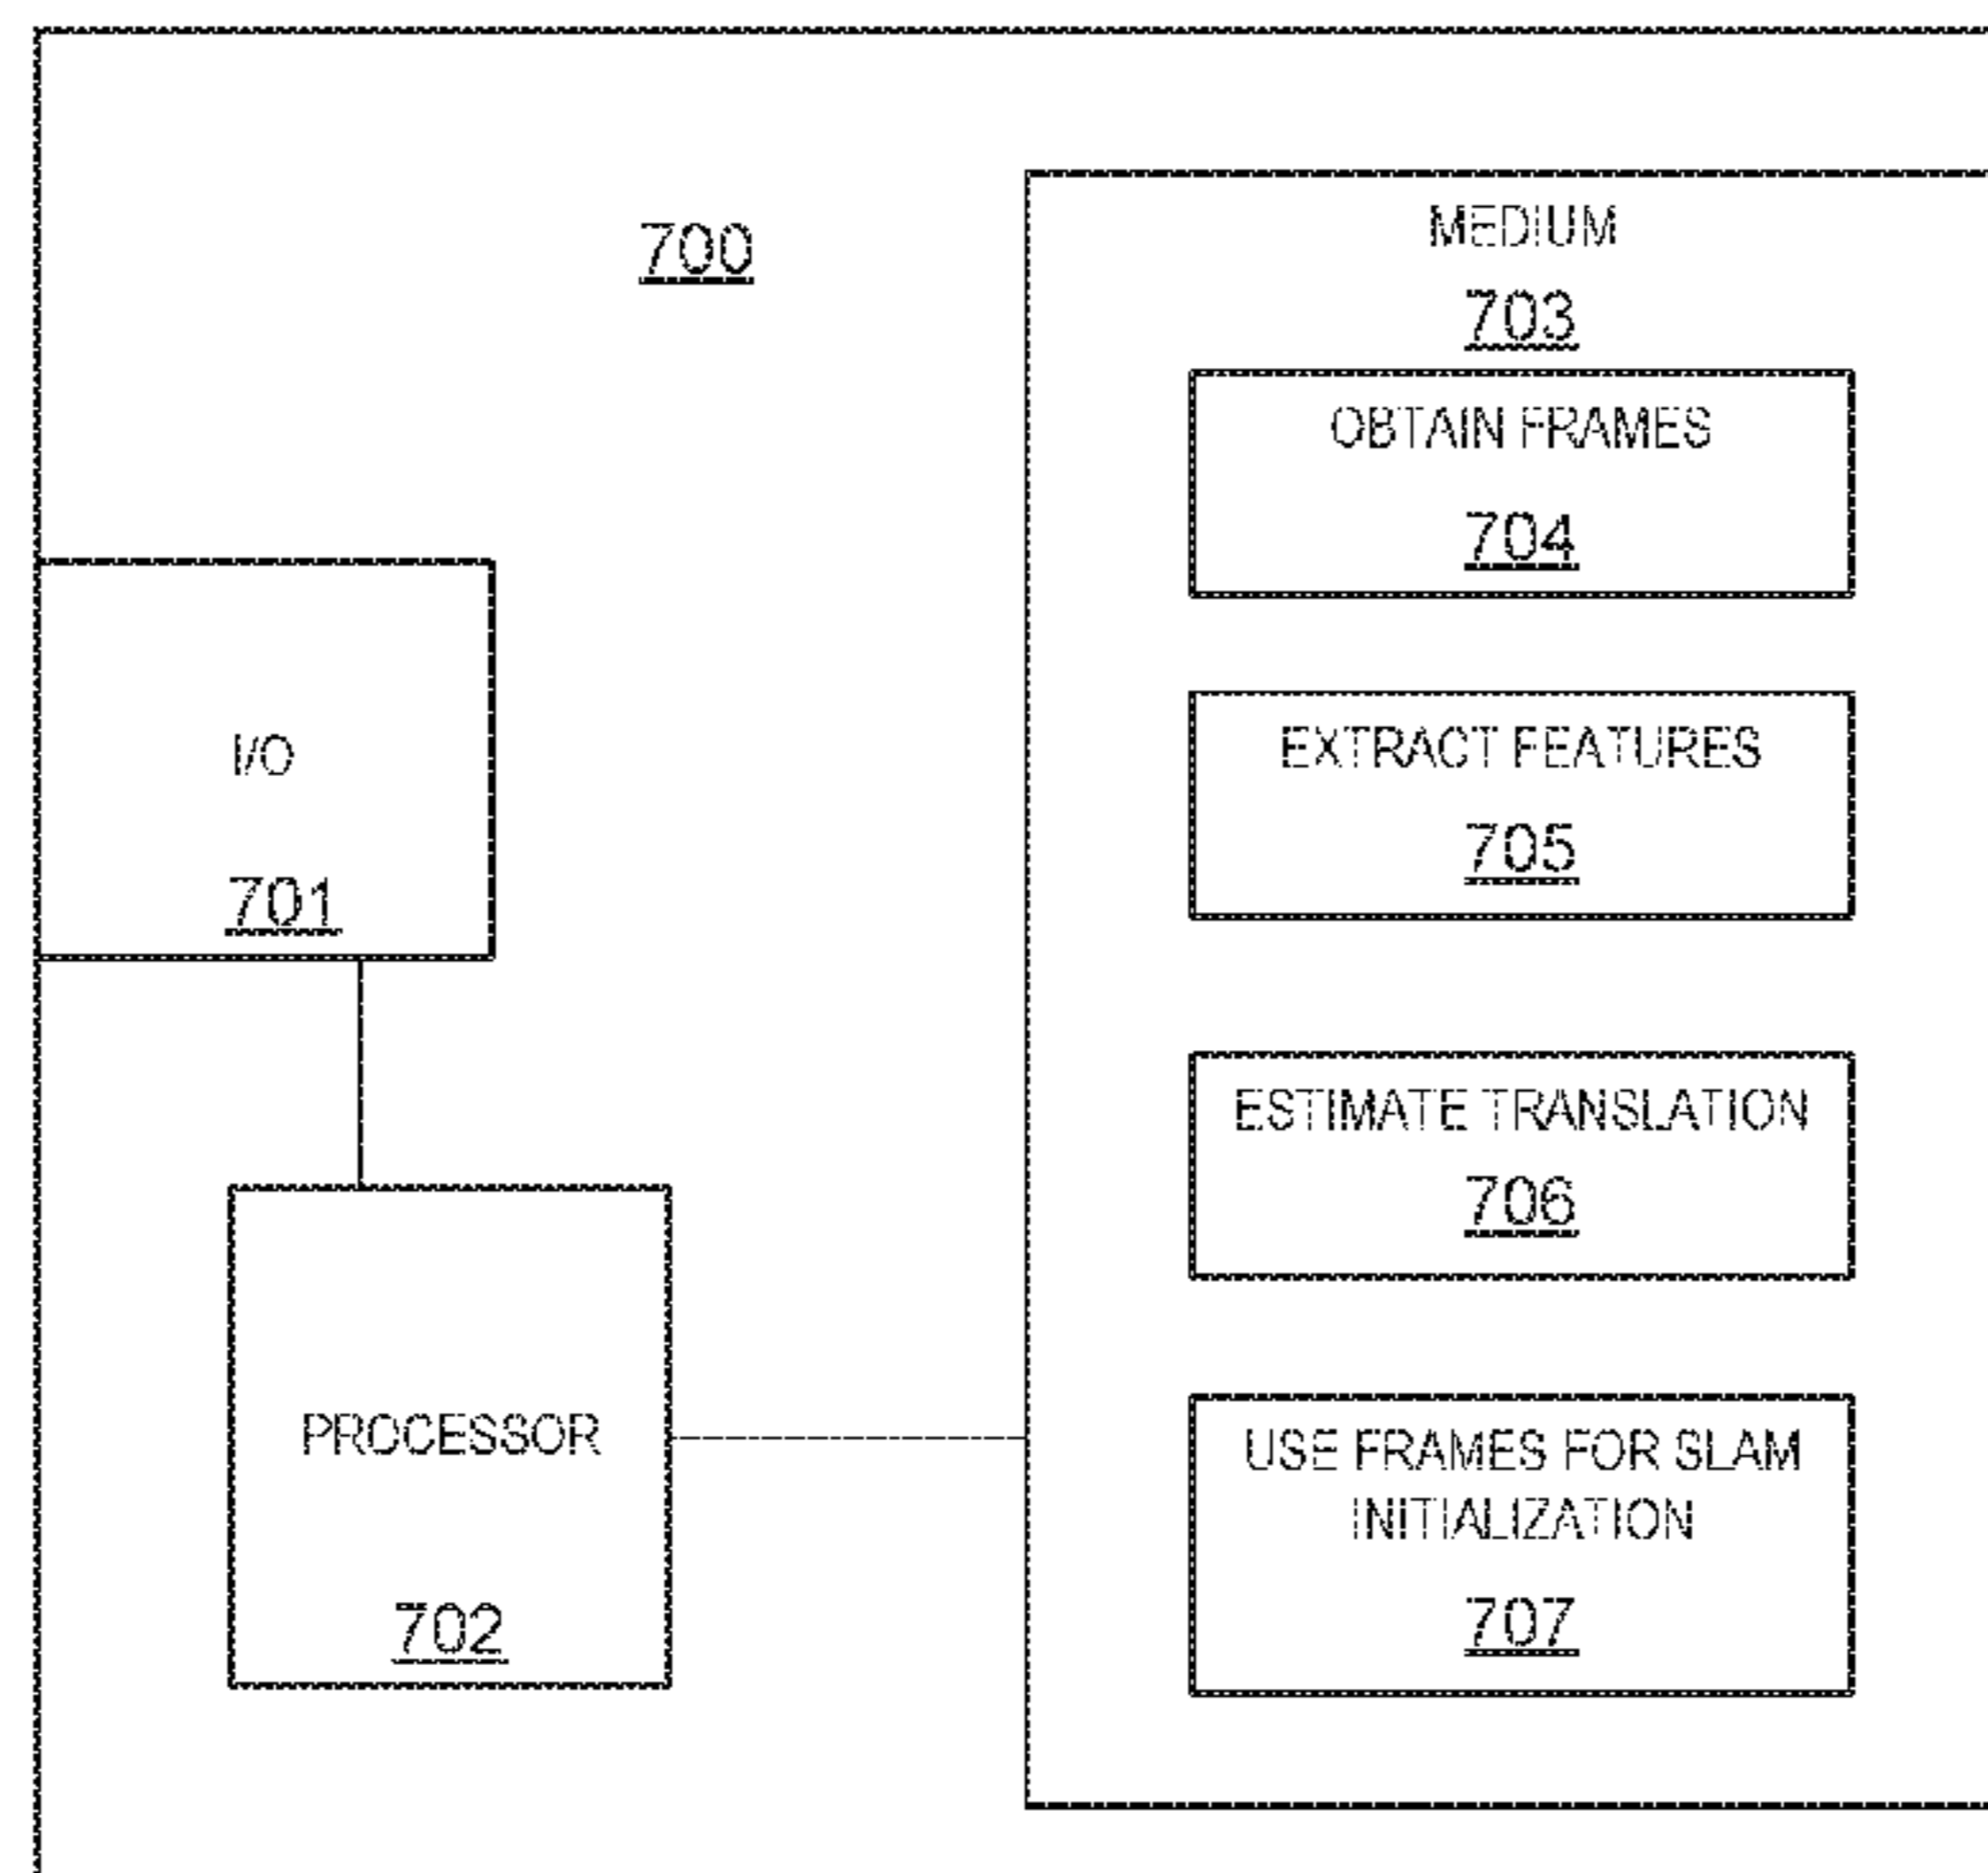 700
MEDIUM
703
OBTAIN FRAMES
704
EXTRACT FEATURES
705
ESTIMATE TRANSLATION
706
USE FRAMES FOR SLAM
INITIALIZATION
707
I/O
701
PROCESSOR
702